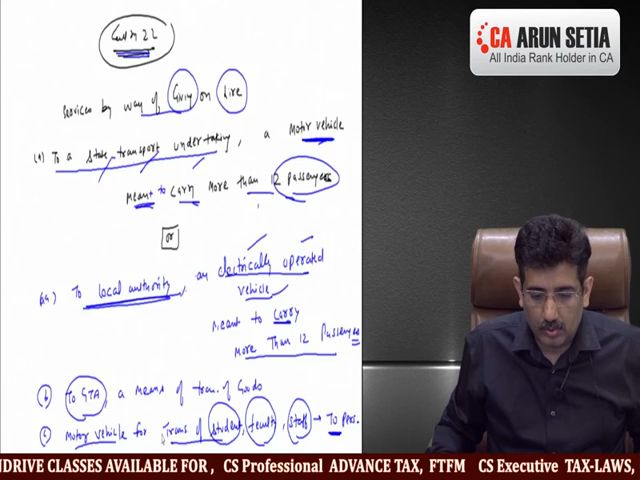 CA ARUN SETIA
All India Rank Holder in CA
services by way of Giving on hire
(a) To a state transport undertaking, a Motor vehicle
meant to carry more than 12 passengers
or
(aa) To local authority, an electrically operated
vehicle
meant to carry
more than 12 passengers
(b) To GTA, a means of tran. of Goods
(c) Motor vehicle for Trans of student, faculty, staff → To pers.
NDRIVE CLASSES AVAILABLE FOR , CS Professional ADVANCE TAX, FTFM CS Executive TAX-LAWS,